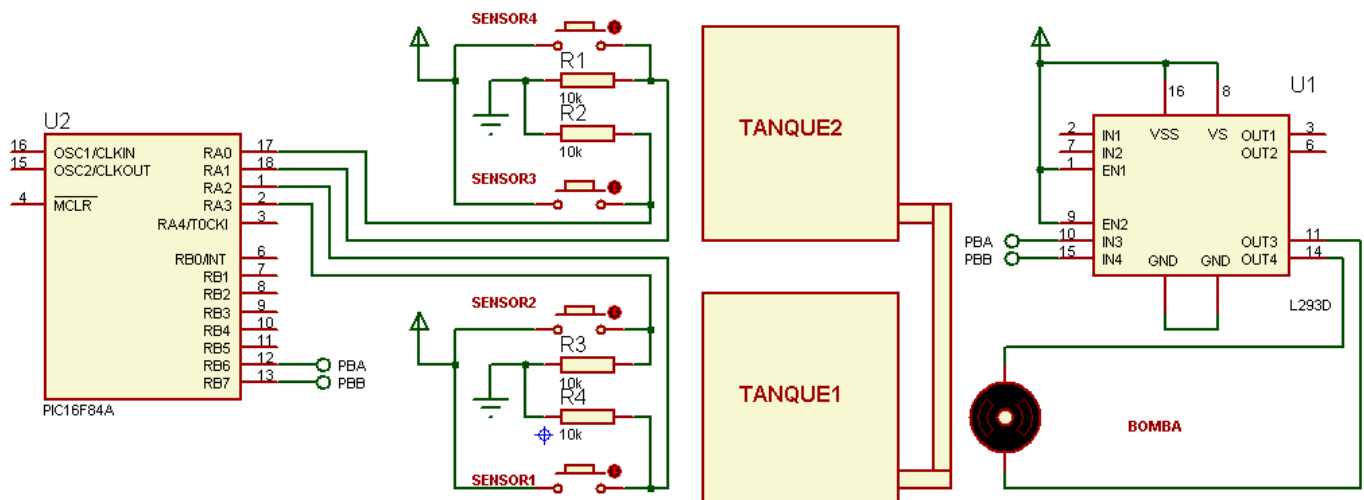 SENSOR4
R1
10k
R2
10k
SENSOR3
U2
16 OSC1/CLKIN
15 OSC2/CLKOUT
4 MCLR
RA0 17
RA1 18
RA2 1
RA3 2
RA4/T0CKI 3
RB0/INT 6
RB1 7
RB2 8
RB3 9
RB4 10
RB5 11
RB6 12 PBA
RB7 13 PBB
PIC16F84A
SENSOR2
R3
10k
R4
10k
SENSOR1
TANQUE2
TANQUE1
U1
16 8
VSS VS
2 IN1
7 IN2
1 EN1
9 EN2
PBA 10 IN3
PBB 15 IN4
OUT1 3
OUT2 6
OUT3 11
OUT4 14
GND GND
L293D
BOMBA